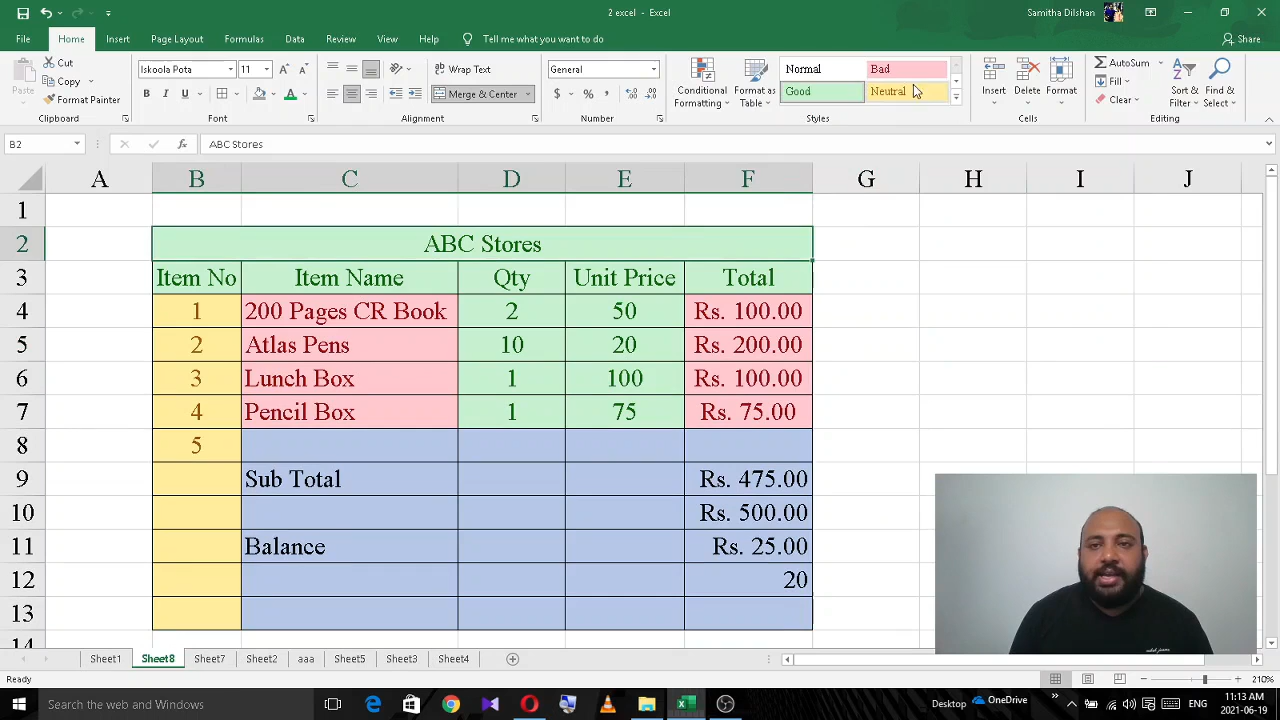 2 excel - Excel
Samitha Dilshan
File Home Insert Page Layout Formulas Data Review View Help Tell me what you want to do Share
Paste
Cut
Copy
Format Painter
Clipboard
Iskoola Pota 11
B I U
Font
Wrap Text
Merge & Center
Alignment
General
$ % ,
Number
Conditional Formatting
Format as Table
Normal Bad
Good Neutral
Styles
Insert Delete Format
Cells
AutoSum
Fill
Clear
Sort & Filter
Find & Select
Editing
B2 fx ABC Stores
A B C D E F G H I J
1
2 ABC Stores
3 Item No Item Name Qty Unit Price Total
4 1 200 Pages CR Book 2 50 Rs. 100.00
5 2 Atlas Pens 10 20 Rs. 200.00
6 3 Lunch Box 1 100 Rs. 100.00
7 4 Pencil Box 1 75 Rs. 75.00
8 5
9 Sub Total Rs. 475.00
10 Rs. 500.00
11 Balance Rs. 25.00
12 20
13
14
Sheet1 Sheet8 Sheet7 Sheet2 aaa Sheet5 Sheet3 Sheet4
Ready 210%
Search the web and Windows Desktop OneDrive ENG 11:13 AM
2021-06-19